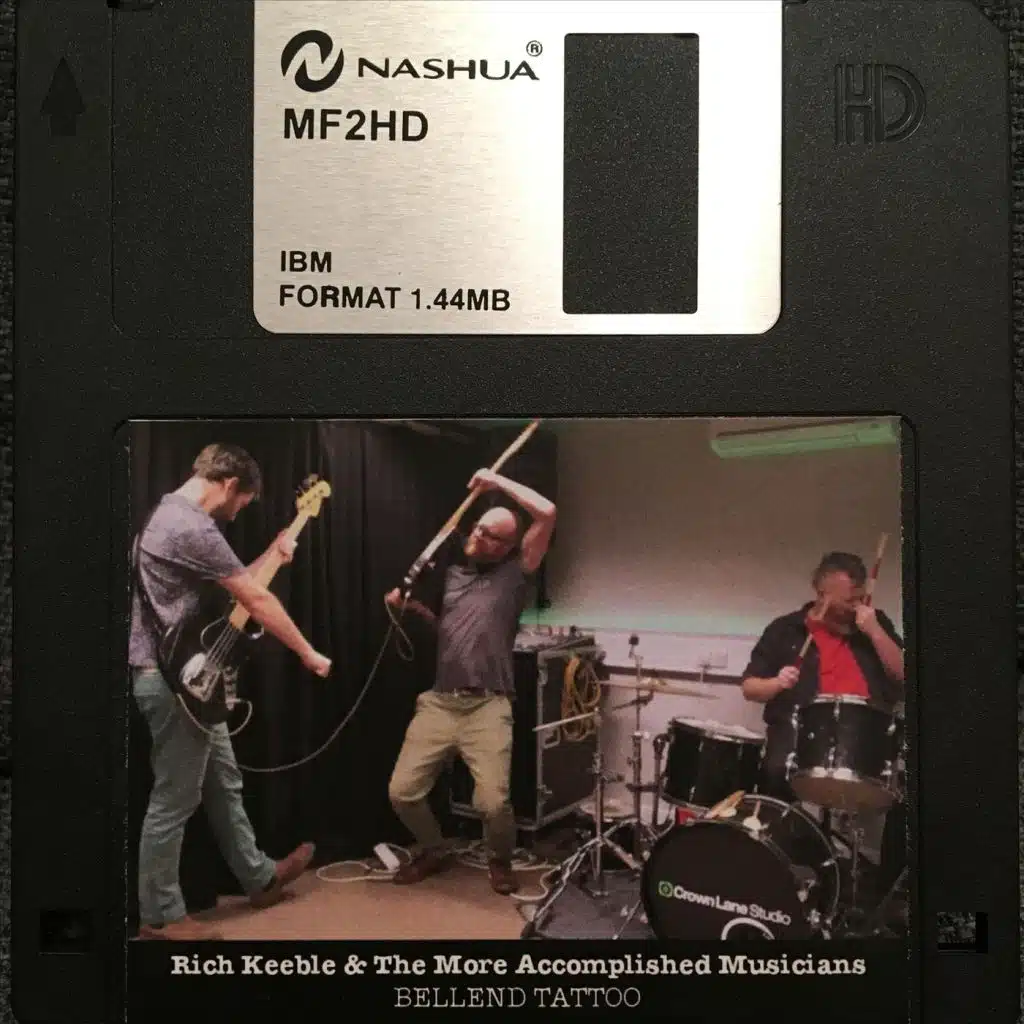 NASHUA®
MF2HD
IBM
FORMAT 1.44MB
HD
Crown Lane Studio
Rich Keeble & The More Accomplished Musicians
BELLEND TATTOO